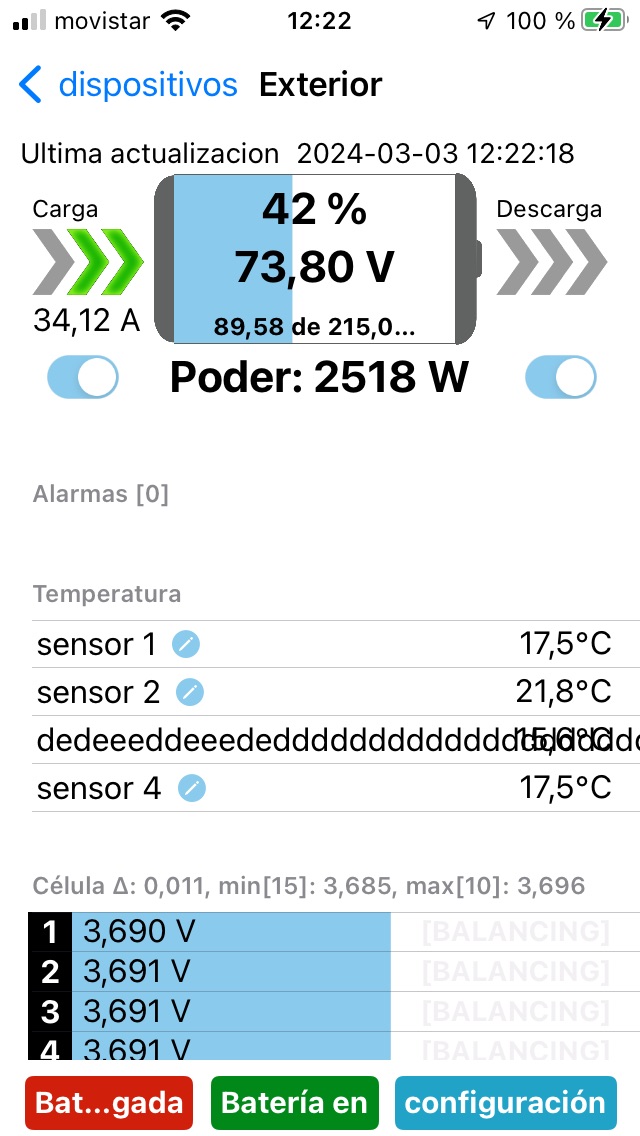 movistar 12:22 100 %
dispositivos Exterior
Ultima actualizacion 2024-03-03 12:22:18
Carga 42 % Descarga
73,80 V
34,12 A 89,58 de 215,0...
Poder: 2518 W
Alarmas [0]
Temperatura
sensor 1 17,5°C
sensor 2 21,8°C
15,6°C
sensor 4 17,5°C
Célula Δ: 0,011, min[15]: 3,685, max[10]: 3,696
1 3,690 V [BALANCING]
2 3,691 V [BALANCING]
3 3,691 V [BALANCING]
4 3,691 V [BALANCING]
Bat...gada Batería en configuración